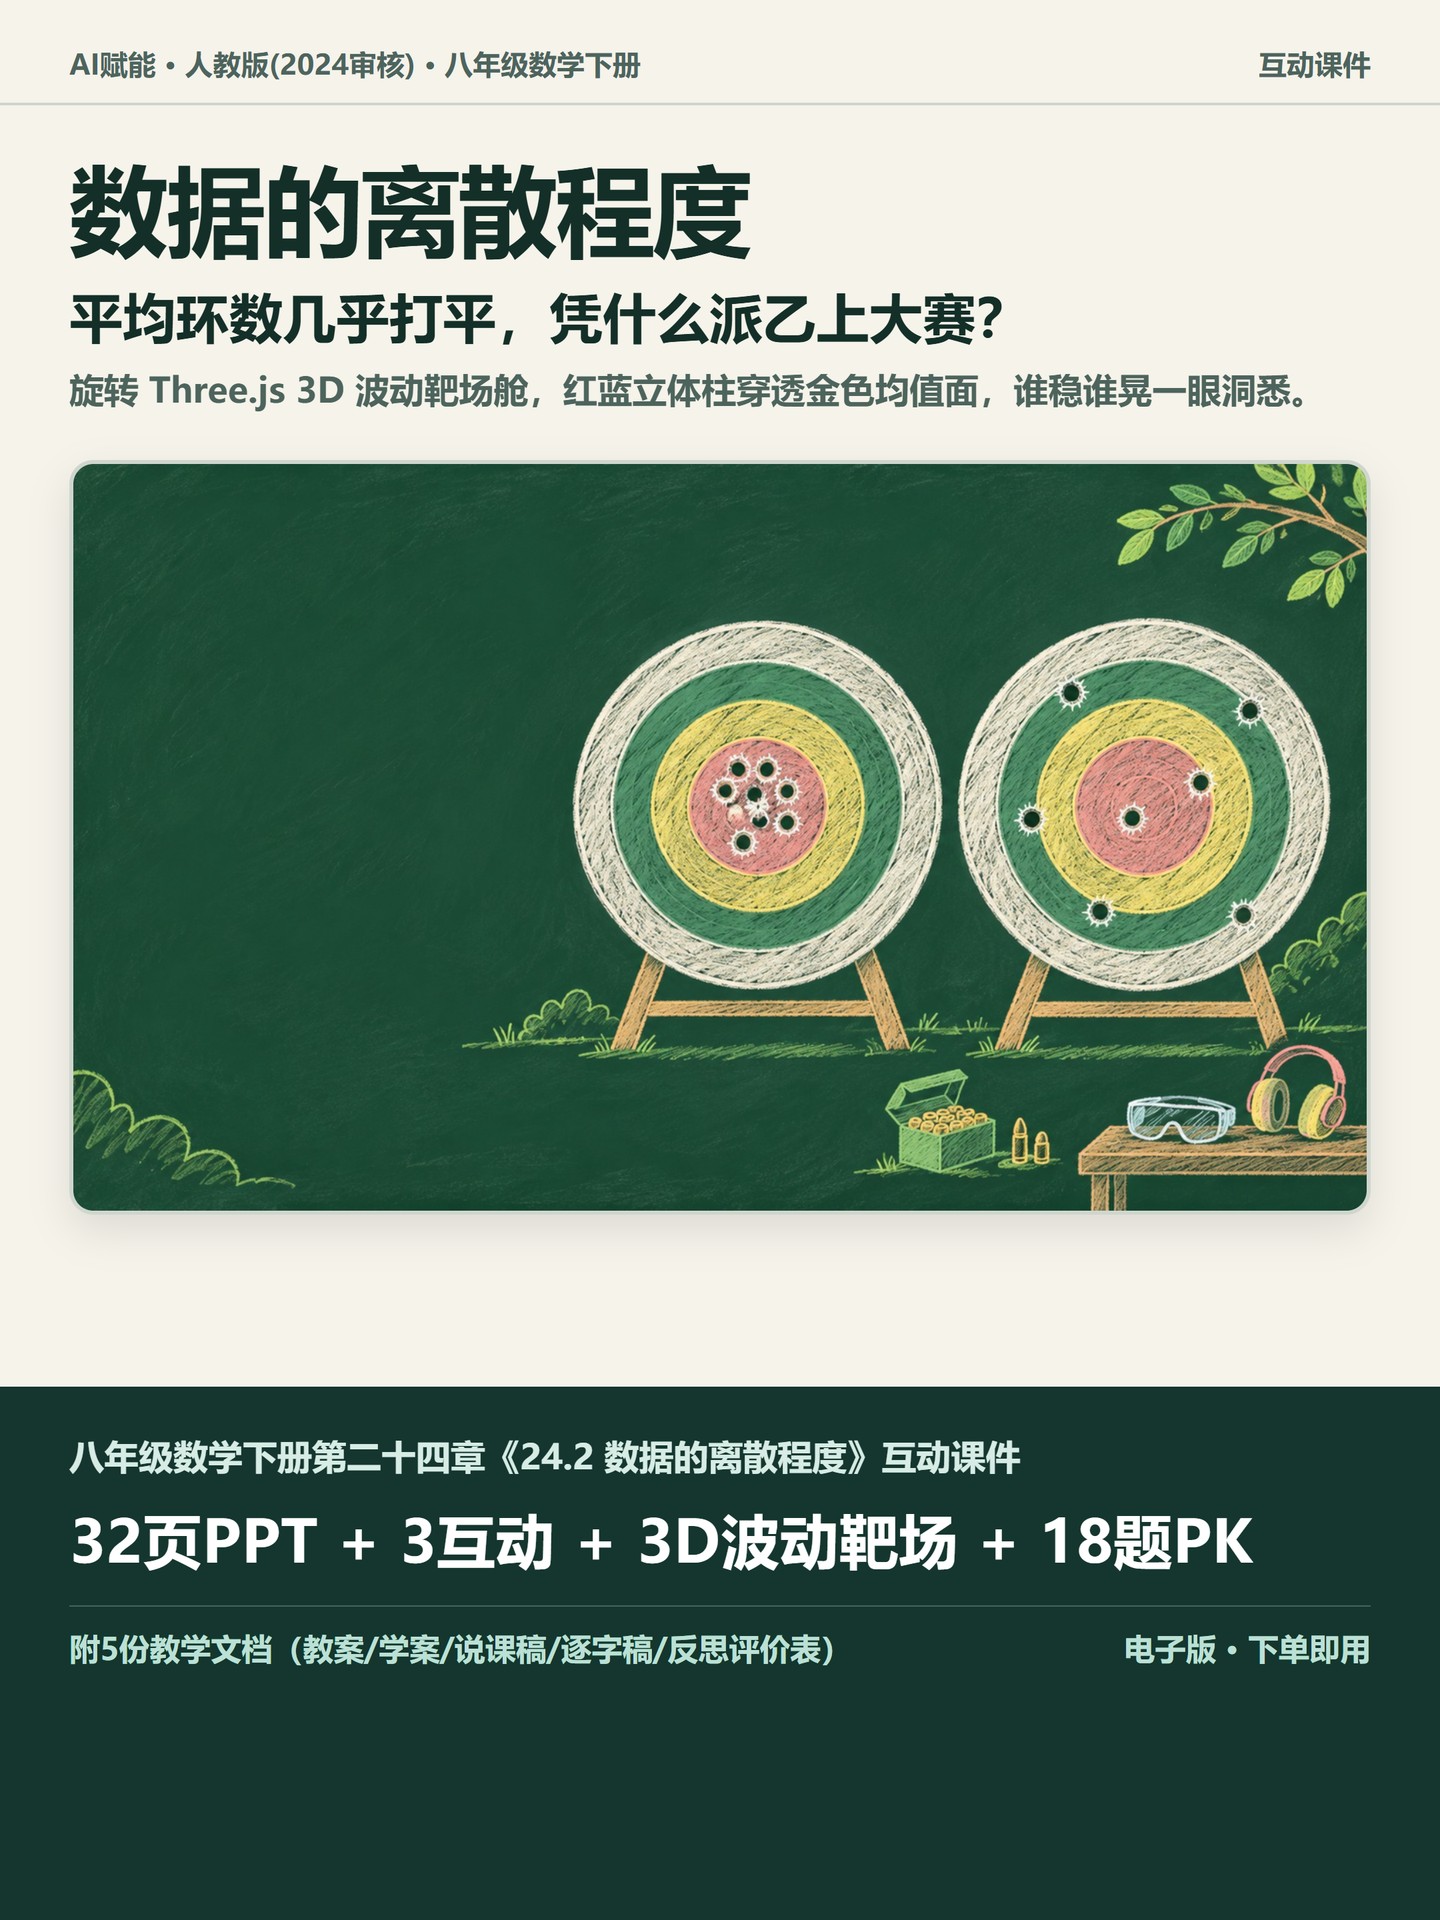 AI赋能 • 人教版(2024审核) • 八年级数学下册
互动课件
数据的离散程度
平均环数几乎打平，凭什么派乙上大赛？
旋转 Three.js 3D 波动靶场舱，红蓝立体柱穿透金色均值面，谁稳谁晃一眼洞悉。
八年级数学下册第二十四章《24.2 数据的离散程度》互动课件
32页PPT + 3互动 + 3D波动靶场 + 18题PK
附5份教学文档（教案/学案/说课稿/逐字稿/反思评价表）
电子版 • 下单即用